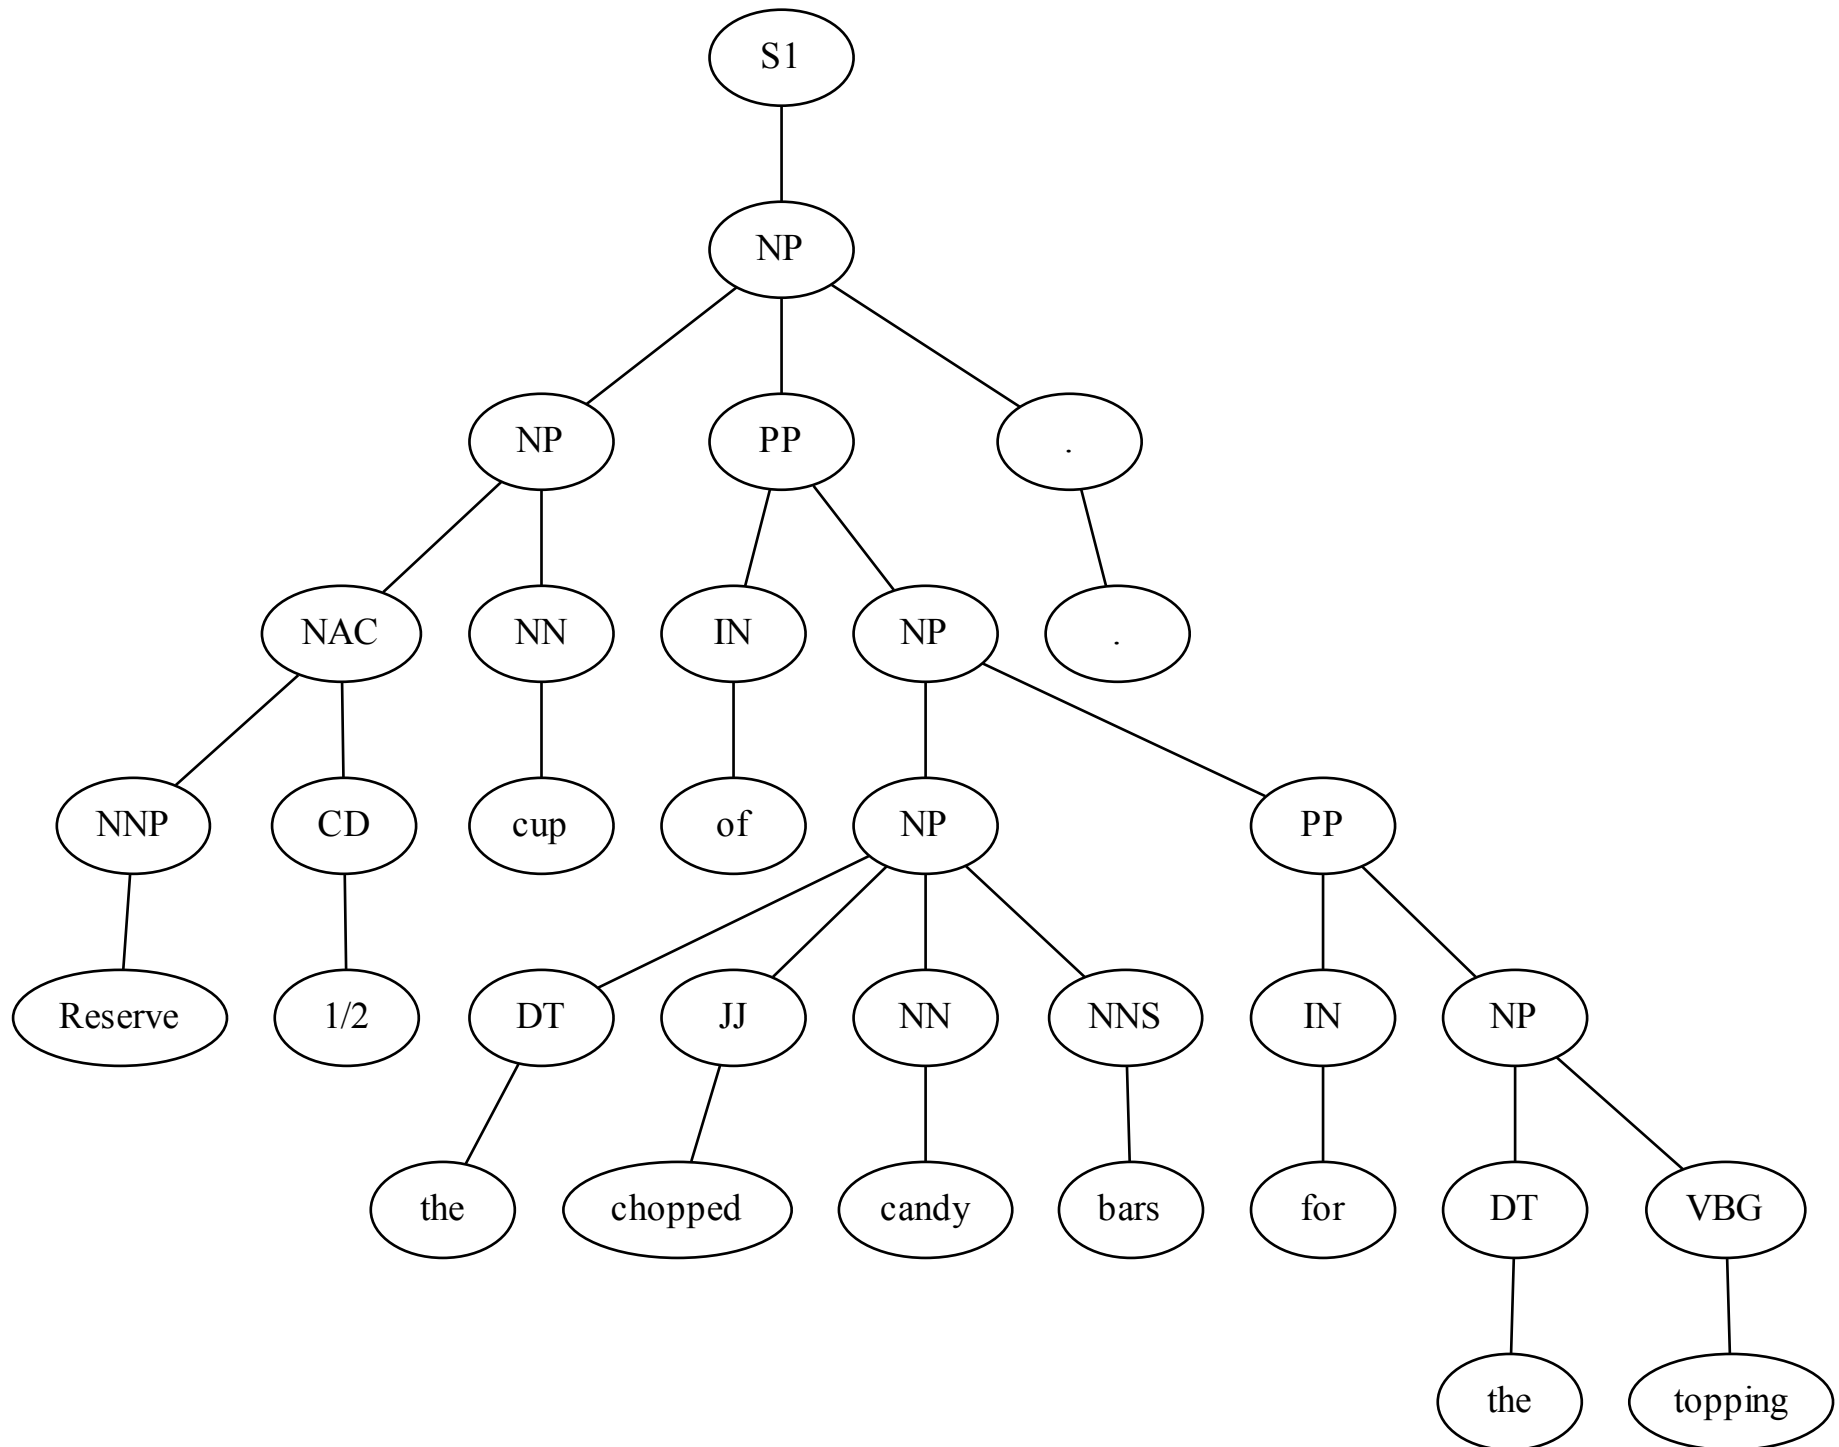 S1
NP
NP PP .
NAC NN IN NP .
NNP CD cup of NP PP
Reserve 1/2 DT JJ NN NNS IN NP
the chopped candy bars for DT VBG
the topping